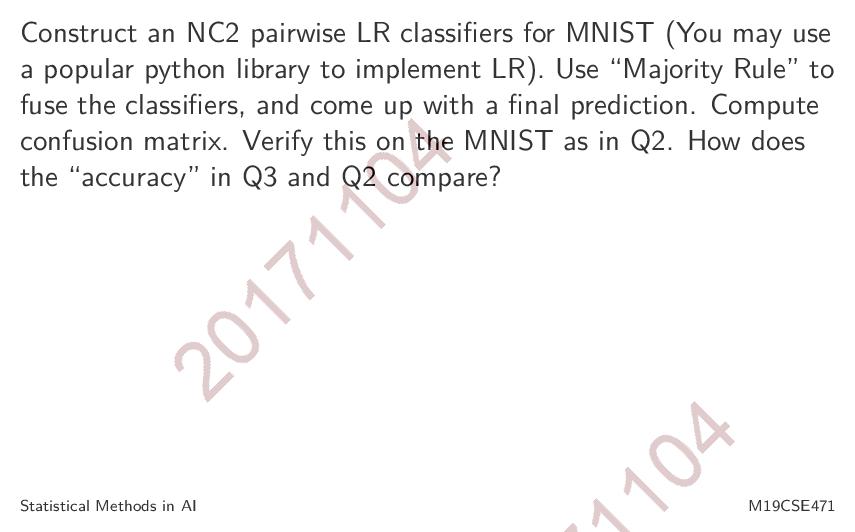 Construct an NC2 pairwise LR classifiers for MNIST (You may use
a popular python library to implement LR). Use “Majority Rule” to
fuse the classifiers, and come up with a final prediction. Compute
confusion matrix. Verify this on the MNIST as in Q2. How does
the “accuracy” in Q3 and Q2 compare?
20171104
1104
Statistical Methods in AI
M19CSE471